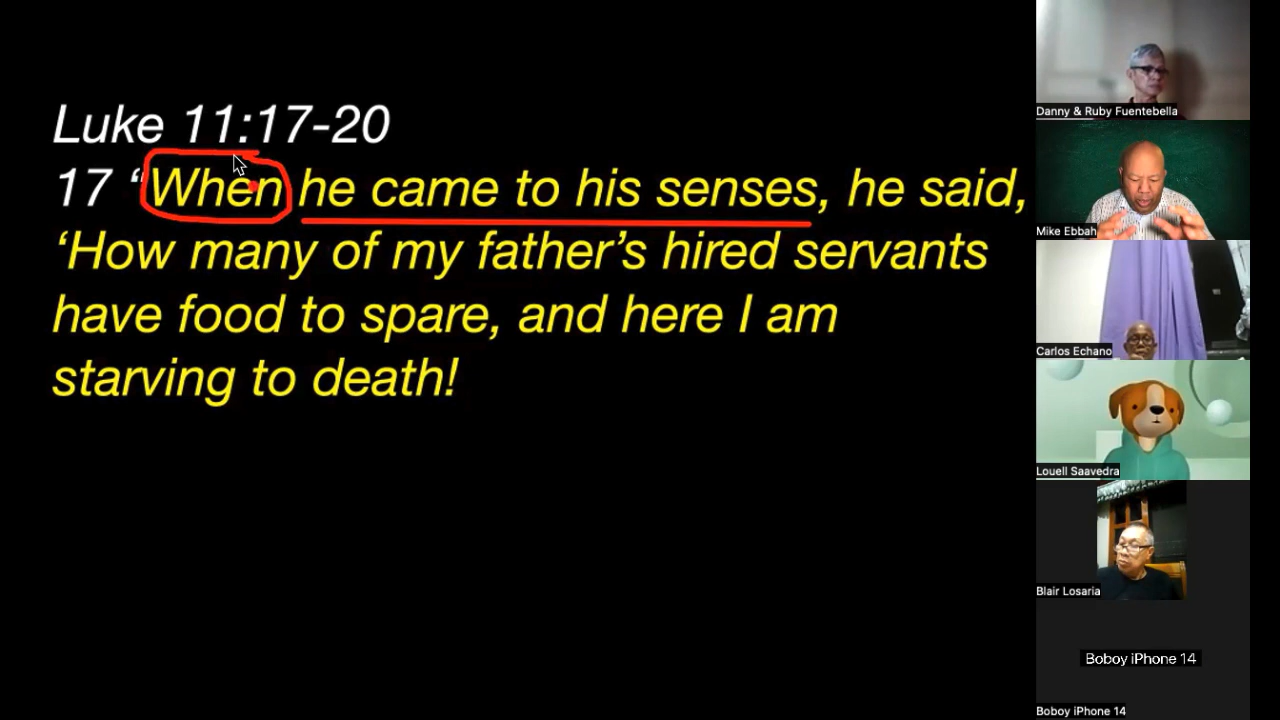 Luke 11:17-20
17 “When he came to his senses, he said,
‘How many of my father’s hired servants
have food to spare, and here I am
starving to death!
Danny & Ruby Fuentebella
Mike Ebbah
Carlos Echano
Louell Saavedra
Blair Losaria
Boboy iPhone 14
Boboy iPhone 14